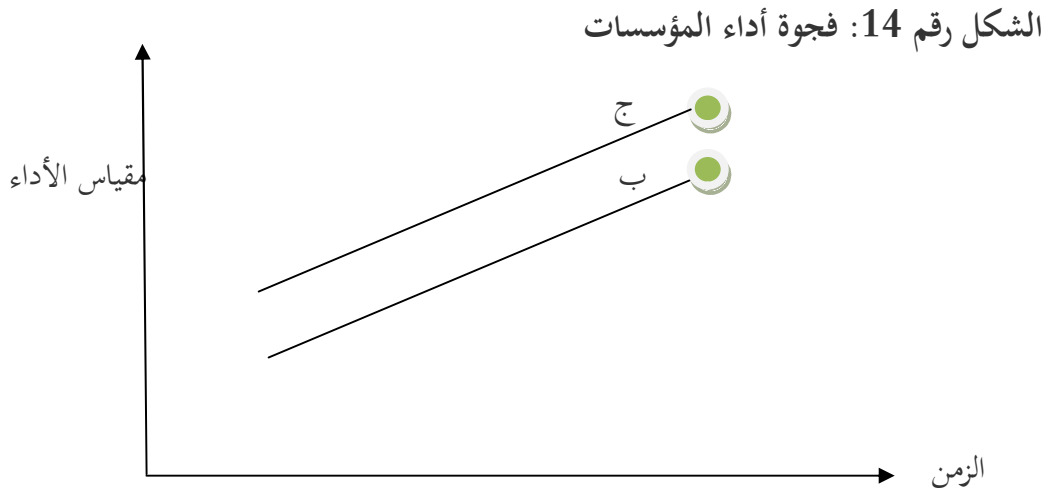 الشكل رقم 14: فجوة أداء المؤسسات
ج
مقياس الأداء
ب
الزمن